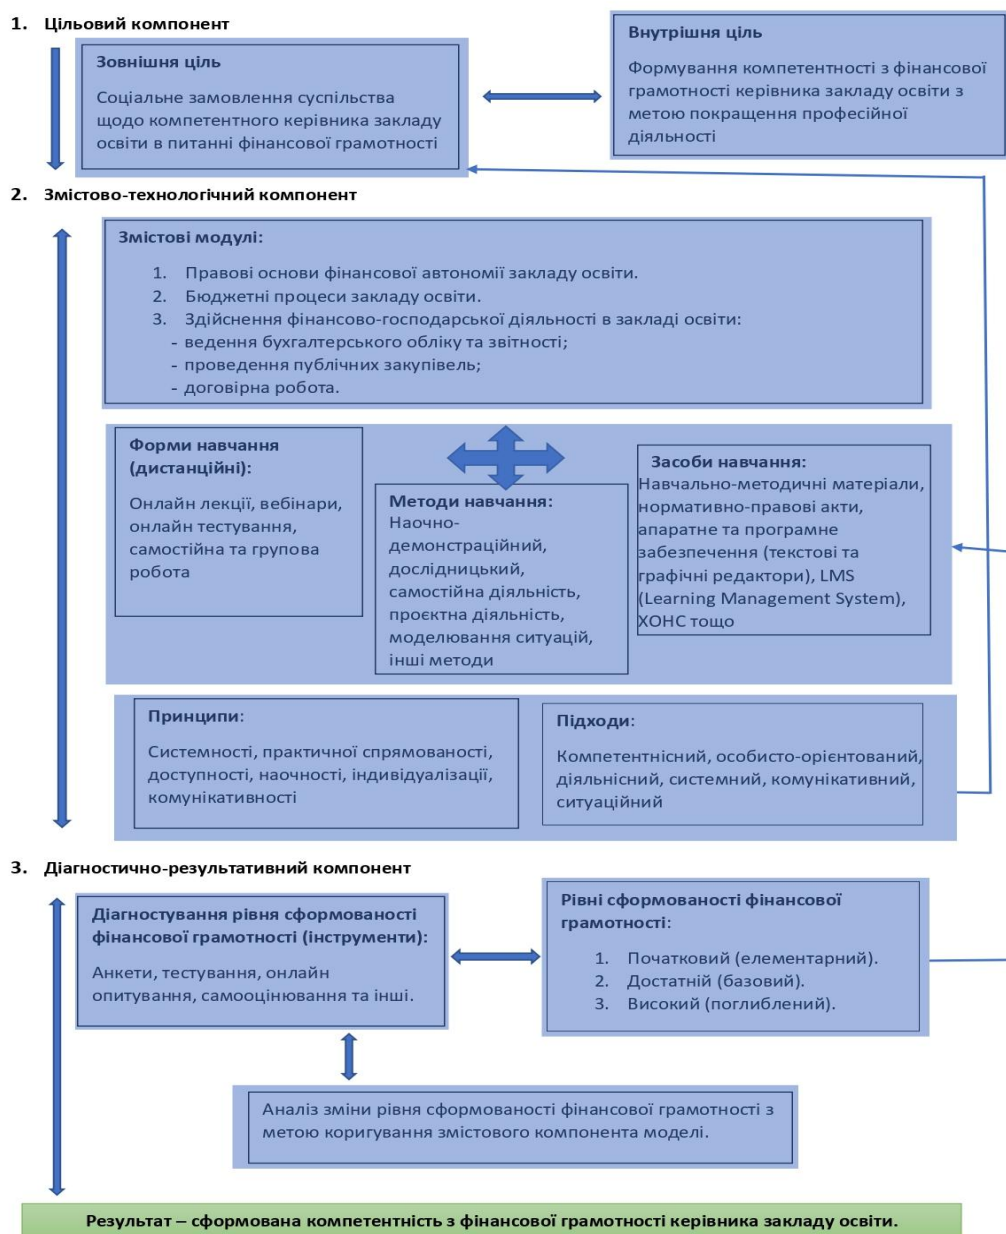 1. Цільовий компонент
Зовнішня ціль
Соціальне замовлення суспільства
щодо компетентного керівника закладу
освіти в питанні фінансової грамотності
Внутрішня ціль
Формування компетентності з фінансової
грамотності керівника закладу освіти з
метою покращення професійної
діяльності
2. Змістово-технологічний компонент
Змістові модулі:
1. Правові основи фінансової автономії закладу освіти.
2. Бюджетні процеси закладу освіти.
3. Здійснення фінансово-господарської діяльності в закладі освіти:
- ведення бухгалтерського обліку та звітності;
- проведення публічних закупівель;
- договірна робота.
Форми навчання
(дистанційні):
Онлайн лекції, вебінари,
онлайн тестування,
самостійна та групова
робота
Методи навчання:
Наочно-
демонстраційний,
дослідницький,
самостійна діяльність,
проєктна діяльність,
моделювання ситуацій,
інші методи
Засоби навчання:
Навчально-методичні матеріали,
нормативно-правові акти,
апаратне та програмне
забезпечення (текстові та
графічні редактори), LMS
(Learning Management System),
ХОНС тощо
Принципи:
Системності, практичної спрямованості,
доступності, наочності, індивідуалізації,
комунікативності
Підходи:
Компетентнісний, особисто-орієнтований,
діяльнісний, системний, комунікативний,
ситуаційний
3. Діагностично-результативний компонент
Діагностування рівня сформованості
фінансової грамотності (інструменти):
Анкети, тестування, онлайн
опитування, самооцінювання та інші.
Рівні сформованості фінансової
грамотності:
1. Початковий (елементарний).
2. Достатній (базовий).
3. Високий (поглиблений).
Аналіз зміни рівня сформованості фінансової грамотності з
метою коригування змістового компонента моделі.
Результат – сформована компетентність з фінансової грамотності керівника закладу освіти.